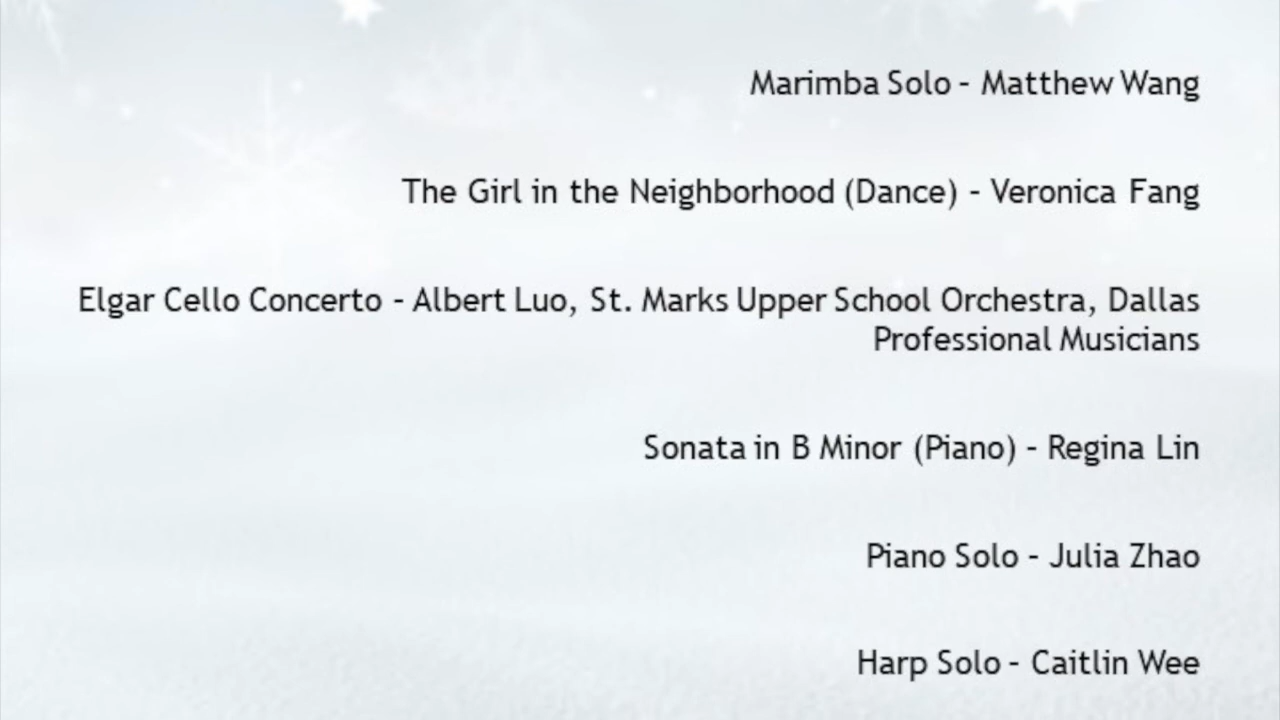 Marimba Solo - Matthew Wang
The Girl in the Neighborhood (Dance) - Veronica Fang
Elgar Cello Concerto - Albert Luo, St. Marks Upper School Orchestra, Dallas
Professional Musicians
Sonata in B Minor (Piano) - Regina Lin
Piano Solo - Julia Zhao
Harp Solo - Caitlin Wee